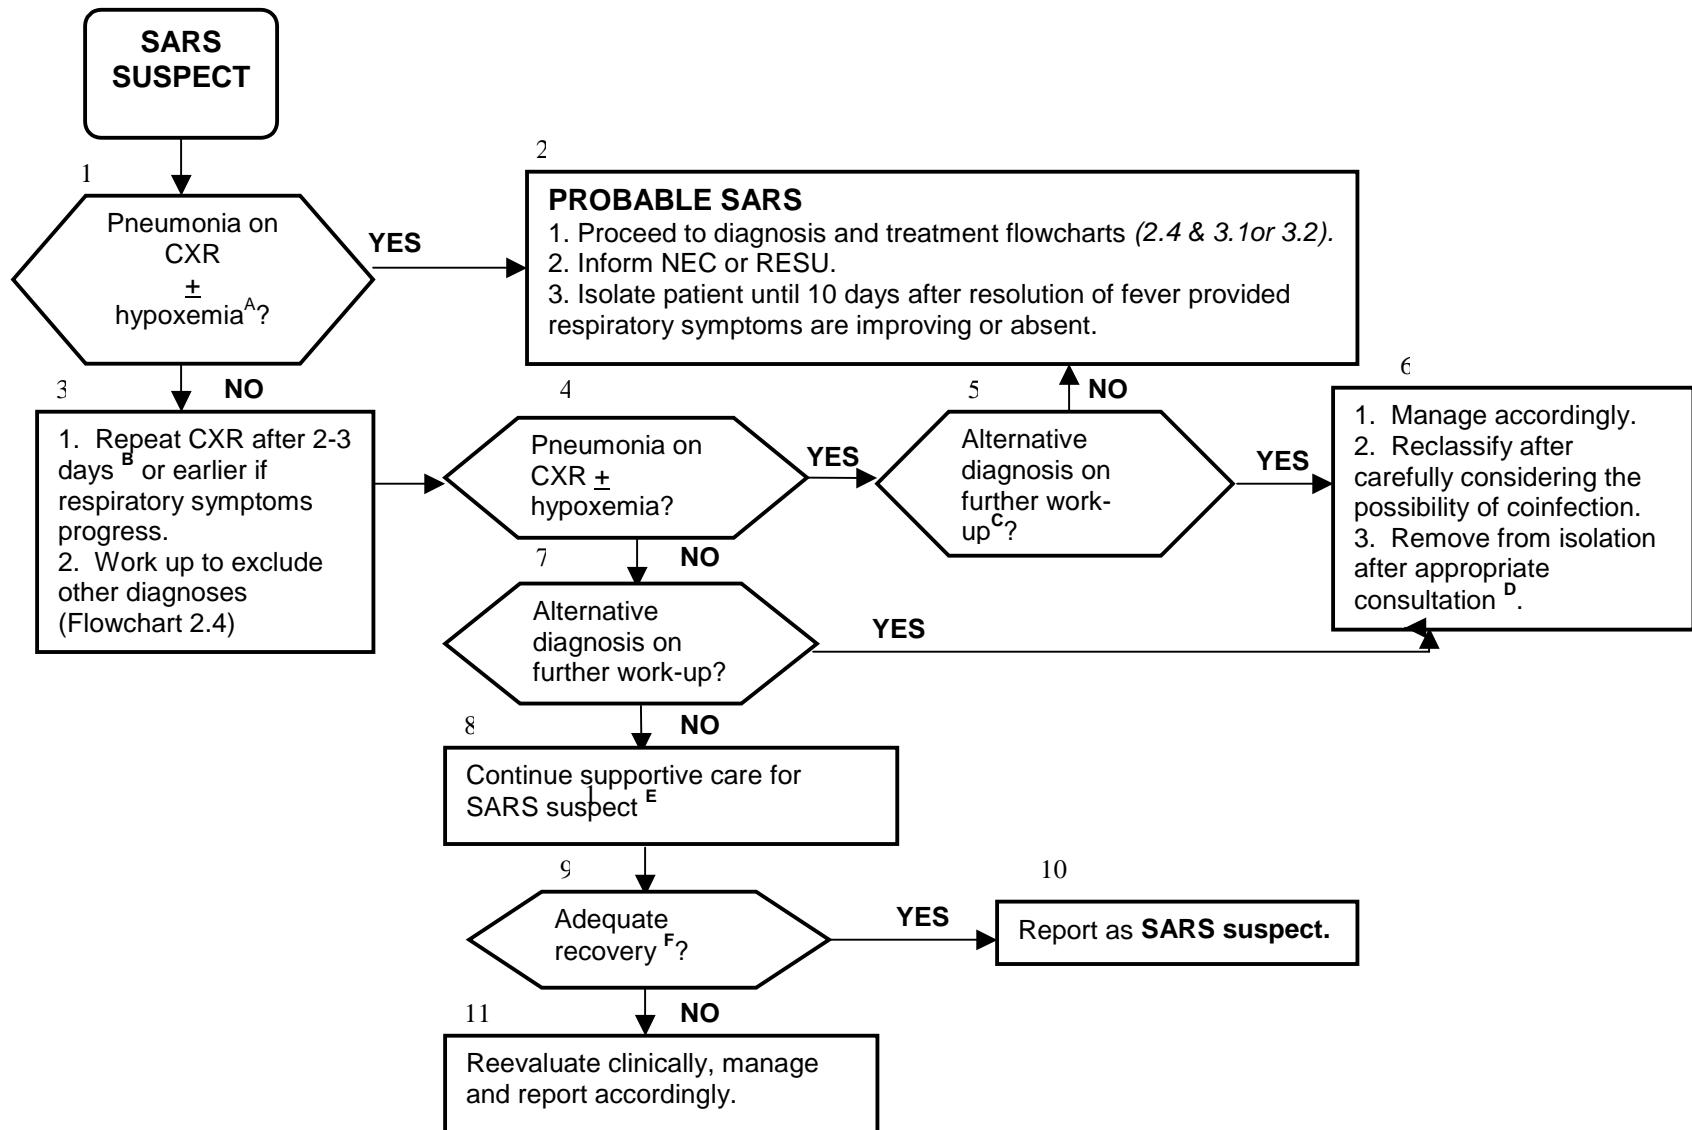 SARS
SUSPECT
1
Pneumonia on
CXR
±
hypoxemiaA?
YES
2
PROBABLE SARS
1. Proceed to diagnosis and treatment flowcharts (2.4 & 3.1or 3.2).
2. Inform NEC or RESU.
3. Isolate patient until 10 days after resolution of fever provided
respiratory symptoms are improving or absent.
NO
3
1. Repeat CXR after 2-3
days B or earlier if
respiratory symptoms
progress.
2. Work up to exclude
other diagnoses
(Flowchart 2.4)
4
Pneumonia on
CXR ±
hypoxemia?
YES
5
NO
Alternative
diagnosis on
further work-
upC?
YES
6
1. Manage accordingly.
2. Reclassify after
carefully considering the
possibility of coinfection.
3. Remove from isolation
after appropriate
consultation D.
7
NO
Alternative
diagnosis on
further work-up?
YES
8
NO
Continue supportive care for
SARS suspect E
1
9
Adequate
recovery F?
YES
10
Report as SARS suspect.
11
NO
Reevaluate clinically, manage
and report accordingly.